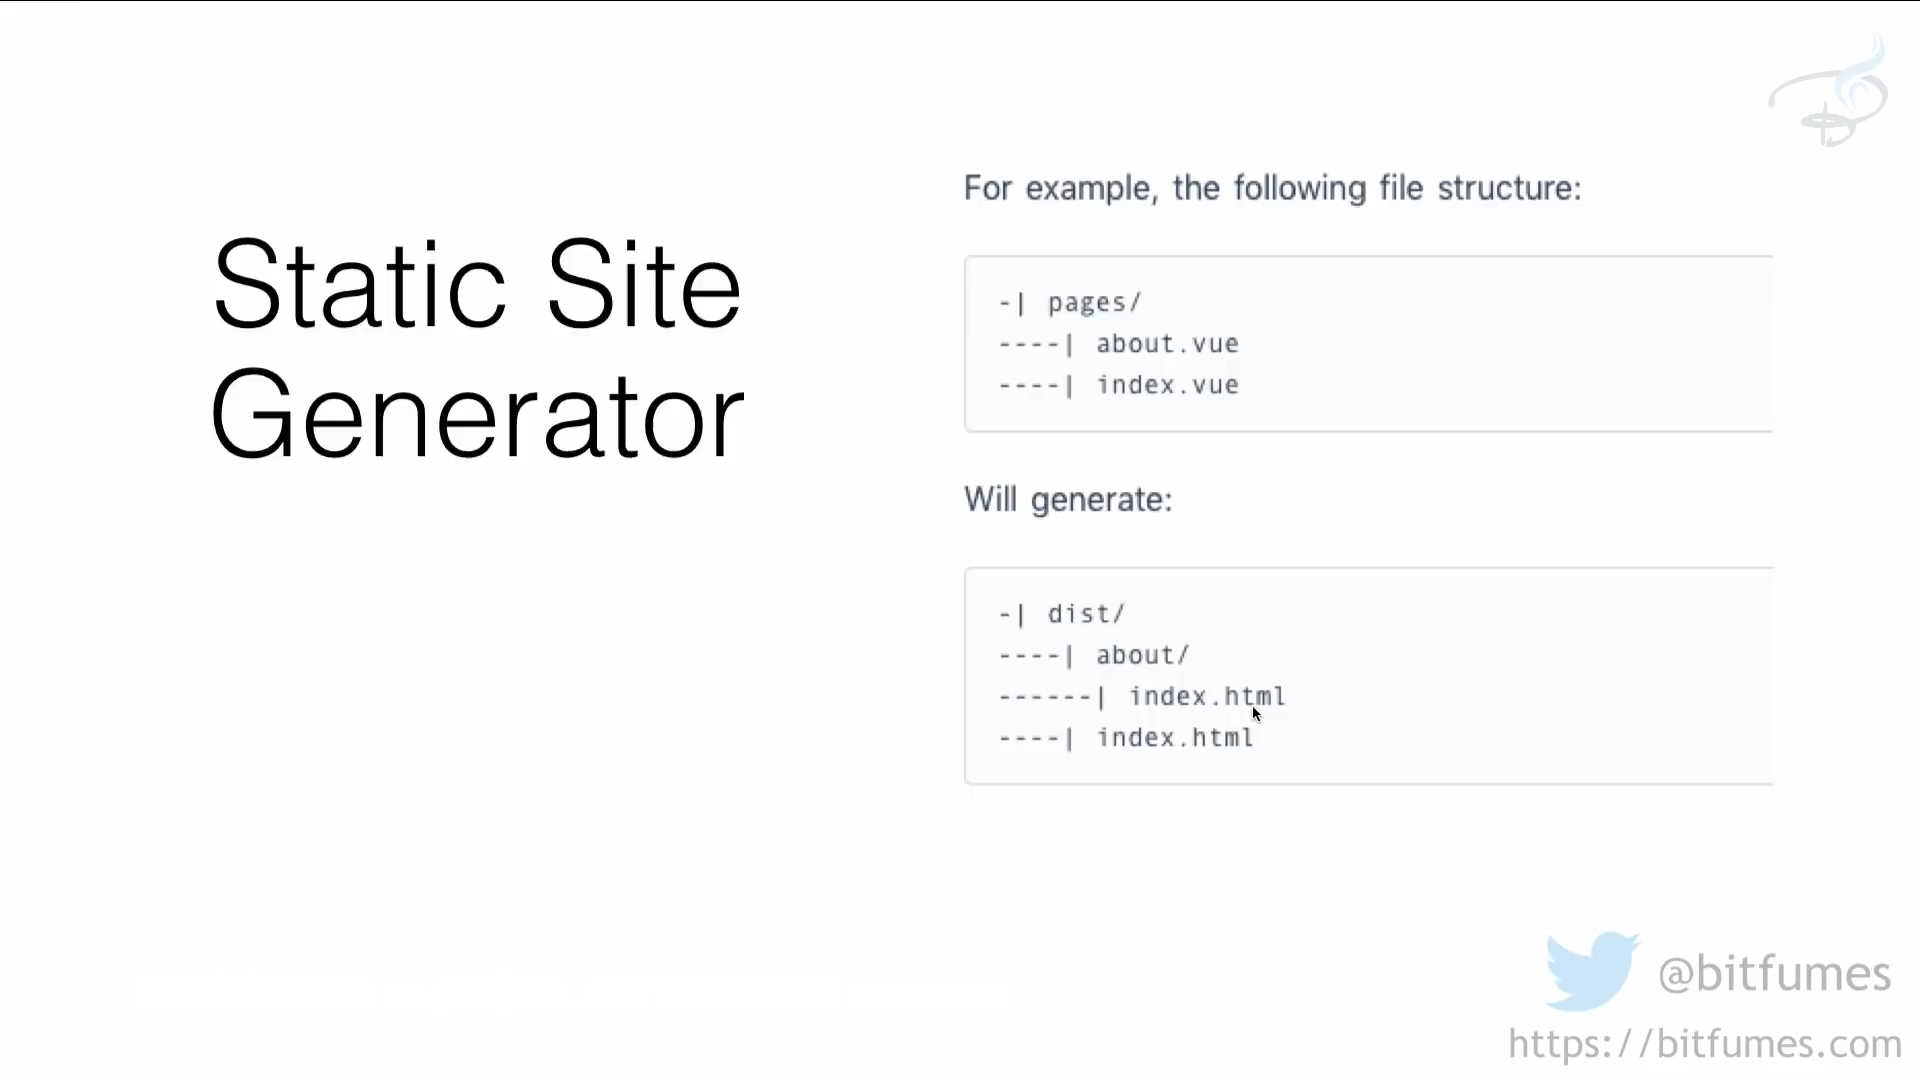 Static Site
Generator
For example, the following file structure:
-| pages/
----| about.vue
----| index.vue
Will generate:
-| dist/
----| about/
------| index.html
----| index.html
@bitfumes
https://bitfumes.com